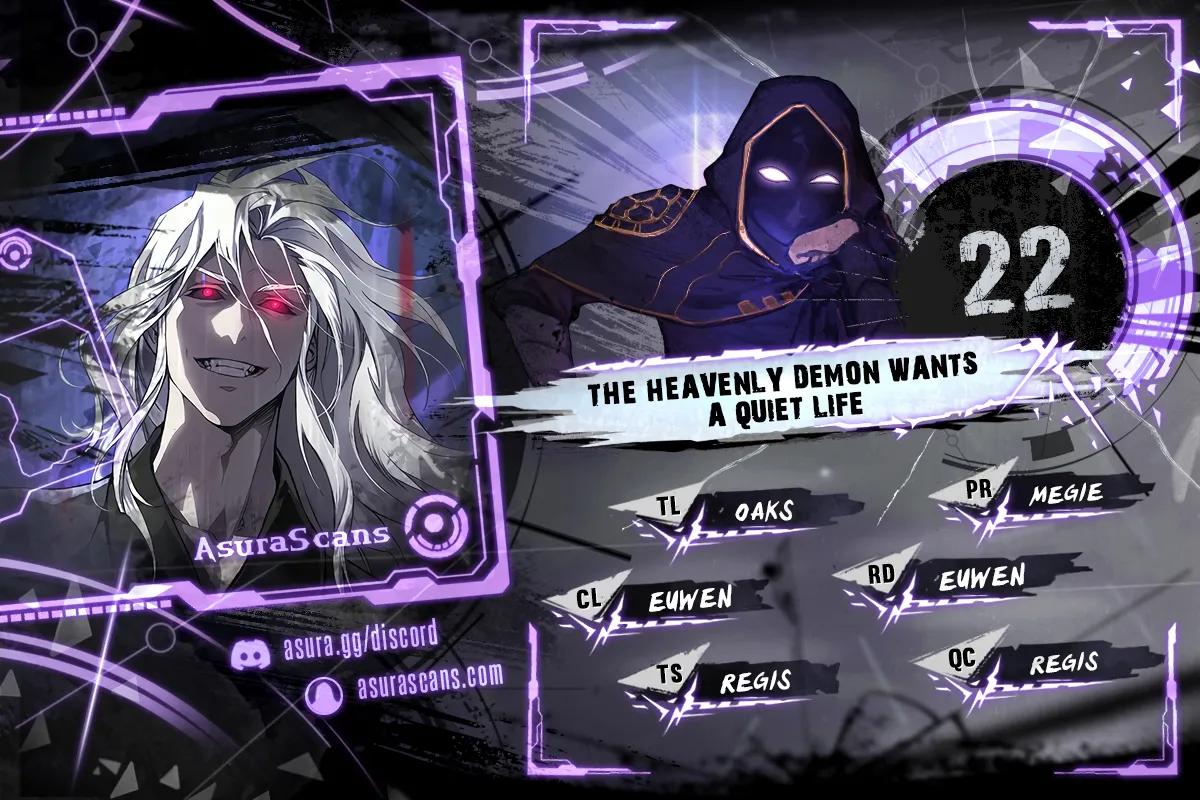 22
THE HEAVENLY DEMON WANTS
A QUIET LIFE
AsuraScans
asura.gg/discord
asurascans.com
TL OAKS
PR MEGIE
CL EUWEN
RD EUWEN
TS REGIS
QC REGIS